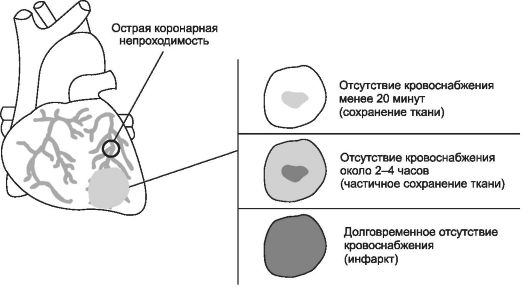 Острая коронарная
непроходимость
Отсутствие кровоснабжения
менее 20 минут
(сохранение ткани)
Отсутствие кровоснабжения
около 2–4 часов
(частичное сохранение ткани)
Долговременное отсутствие
кровоснабжения
(инфаркт)